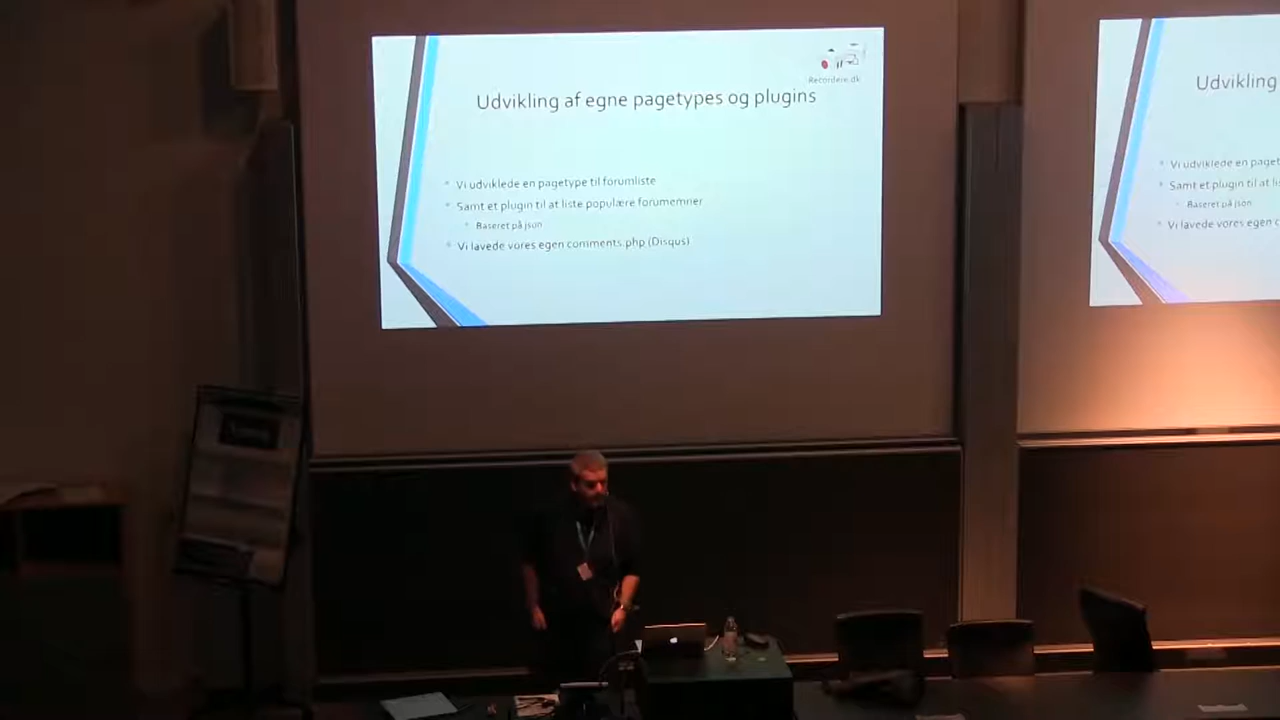 Recordere.dk
Udvikling af egne pagetypes og plugins
Vi udviklede en pagetype til forumliste
Samt et plugin til at liste populære forumemner
Baseret på json
Vi lavede vores egen comments.php (Disqus)
Udvikling
Vi udviklede en paget
Samt et plugin til at li
Baseret på json
Vi lavede vores egen c